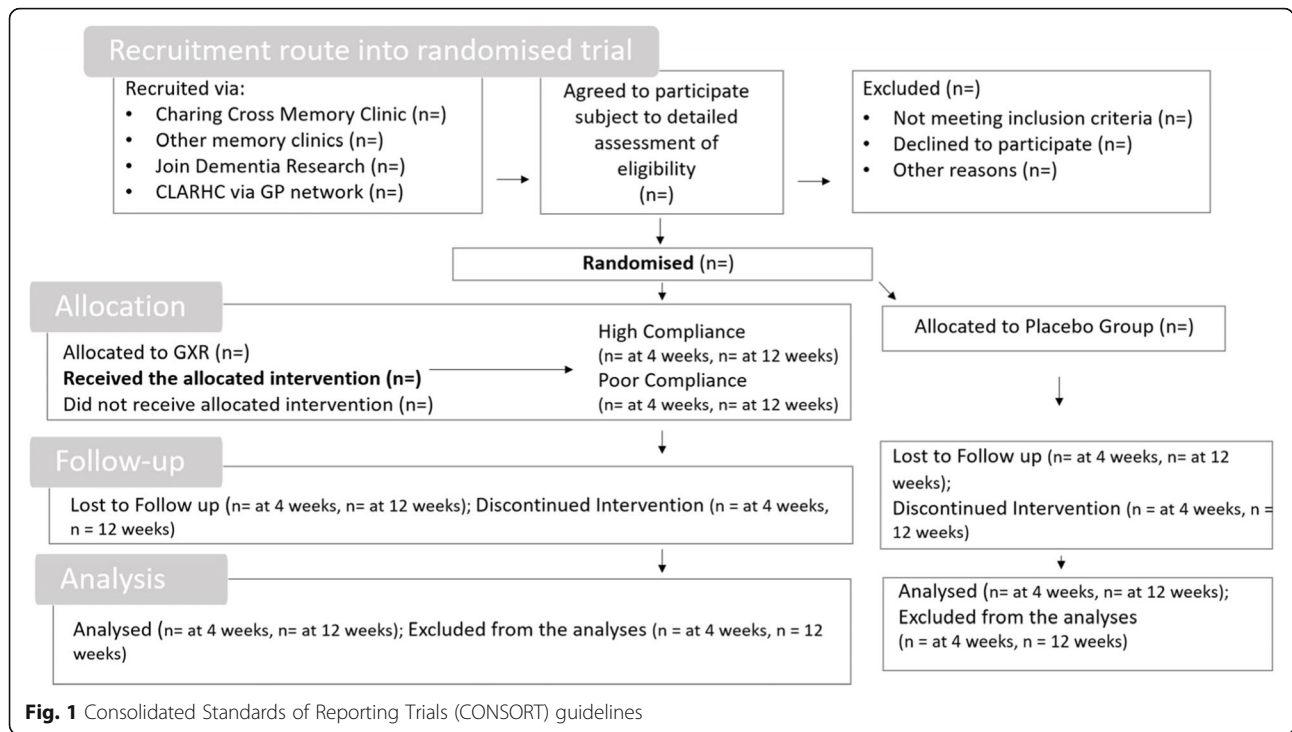 Recruitment route into randomised trial
Recruited via:
• Charing Cross Memory Clinic (n=)
• Other memory clinics (n=)
• Join Dementia Research (n=)
• CLARHC via GP network (n=)
Agreed to participate
subject to detailed
assessment of
eligibility
(n=)
Excluded (n=)
• Not meeting inclusion criteria (n=)
• Declined to participate (n=)
• Other reasons (n=)
Randomised (n=)
Allocation
Allocated to GXR (n=)
Received the allocated intervention (n=)
Did not receive allocated intervention (n=)
High Compliance
(n= at 4 weeks, n= at 12 weeks)
Poor Compliance
(n= at 4 weeks, n= at 12 weeks)
Allocated to Placebo Group (n=)
Follow-up
Lost to Follow up (n= at 4 weeks, n= at 12 weeks); Discontinued Intervention (n = at 4 weeks,
n = 12 weeks)
Lost to Follow up (n= at 4 weeks, n= at 12
weeks);
Discontinued Intervention (n = at 4 weeks, n =
12 weeks)
Analysis
Analysed (n= at 4 weeks, n= at 12 weeks); Excluded from the analyses (n = at 4 weeks, n = 12
weeks)
Analysed (n= at 4 weeks, n= at 12 weeks);
Excluded from the analyses
(n = at 4 weeks, n = 12 weeks)
Fig. 1 Consolidated Standards of Reporting Trials (CONSORT) guidelines